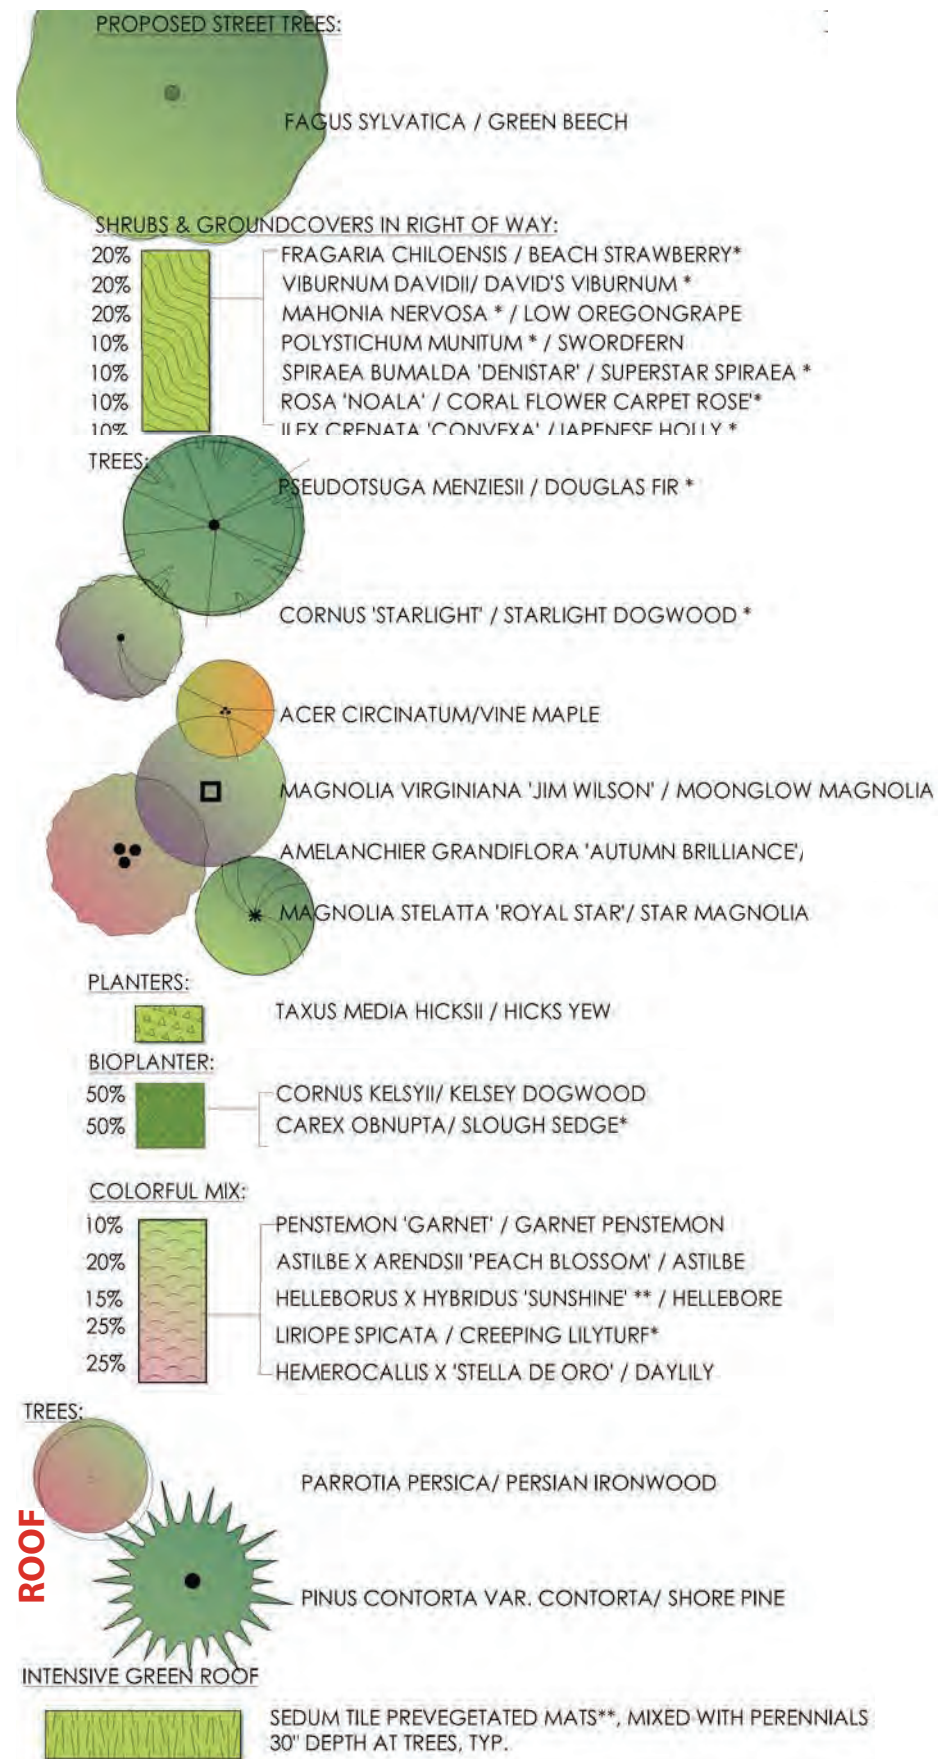 PROPOSED STREET TREES:
FAGUS SYLVATICA / GREEN BEECH
SHRUBS & GROUNDCOVERS IN RIGHT OF WAY:
20% FRAGARIA CHILOENSIS / BEACH STRAWBERRY*
20% VIBURNUM DAVIDII/ DAVID'S VIBURNUM *
20% MAHONIA NERVOSA * / LOW OREGONGRAPE
10% POLYSTICHUM MUNITUM * / SWORDFERN
10% SPIRAEA BUMALDA 'DENISTAR' / SUPERSTAR SPIRAEA *
10% ROSA 'NOALA' / CORAL FLOWER CARPET ROSE'*
10% ILEX CRENATA 'CONVEXA' / JAPENESE HOLLY *
TREES:
PSEUDOTSUGA MENZIESII / DOUGLAS FIR *
CORNUS 'STARLIGHT' / STARLIGHT DOGWOOD *
ACER CIRCINATUM/VINE MAPLE
MAGNOLIA VIRGINIANA 'JIM WILSON' / MOONGLOW MAGNOLIA
AMELANCHIER GRANDIFLORA 'AUTUMN BRILLIANCE'/
MAGNOLIA STELATTA 'ROYAL STAR'/ STAR MAGNOLIA
PLANTERS:
TAXUS MEDIA HICKSII / HICKS YEW
BIOPLANTER:
50% CORNUS KELSYII/ KELSEY DOGWOOD
50% CAREX OBNUPTA/ SLOUGH SEDGE*
COLORFUL MIX:
10% PENSTEMON 'GARNET' / GARNET PENSTEMON
20% ASTILBE X ARENDSII 'PEACH BLOSSOM' / ASTILBE
15% HELLEBORUS X HYBRIDUS 'SUNSHINE' ** / HELLEBORE
25% LIRIOPE SPICATA / CREEPING LILYTURF*
25% HEMEROCALLIS X 'STELLA DE ORO' / DAYLILY
TREES:
PARROTIA PERSICA/ PERSIAN IRONWOOD
ROOF
PINUS CONTORTA VAR. CONTORTA/ SHORE PINE
INTENSIVE GREEN ROOF
SEDUM TILE PREVEGETATED MATS**, MIXED WITH PERENNIALS
30" DEPTH AT TREES, TYP.